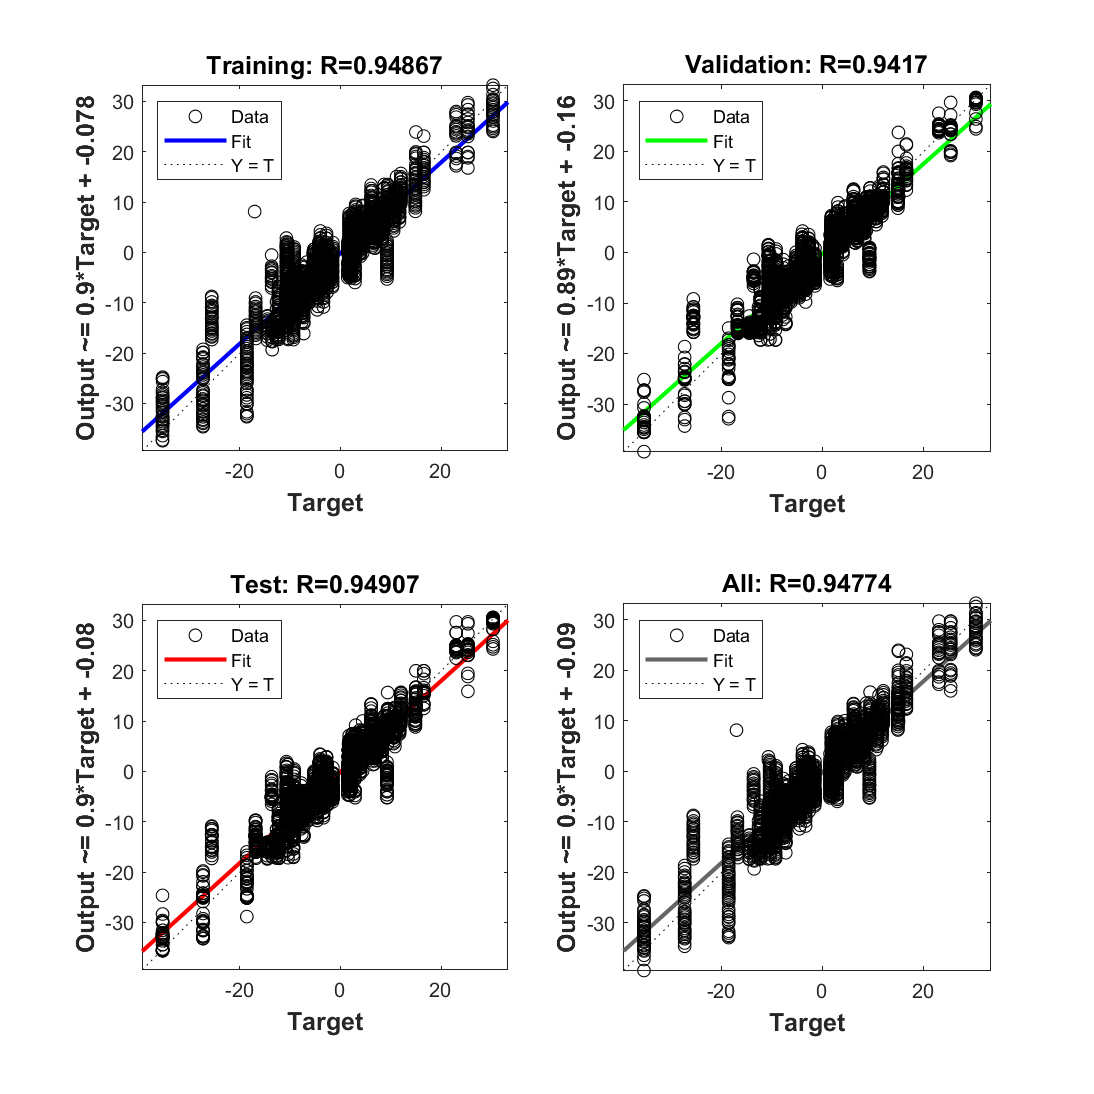 Training: R=0.94867
Output ~= 0.9*Target + -0.078
30
20
10
0
-10
-20
-30
Data
Fit
Y = T
-20 0 20
Target
Validation: R=0.9417
Output ~= 0.89*Target + -0.16
30
20
10
0
-10
-20
-30
Data
Fit
Y = T
-20 0 20
Target
Test: R=0.94907
Output ~= 0.9*Target + -0.08
30
20
10
0
-10
-20
-30
Data
Fit
Y = T
-20 0 20
Target
All: R=0.94774
Output ~= 0.9*Target + -0.09
30
20
10
0
-10
-20
-30
Data
Fit
Y = T
-20 0 20
Target